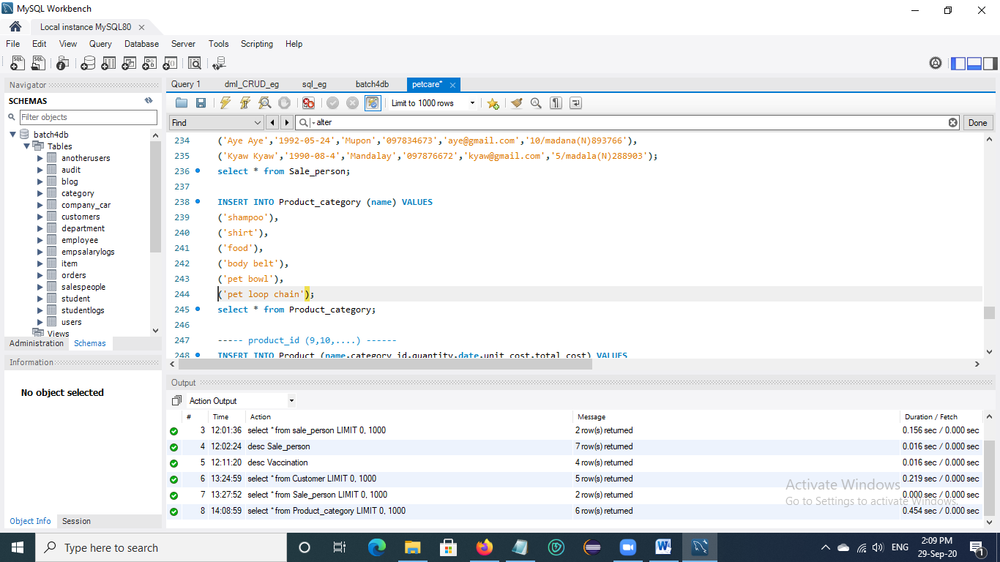 MySQL Workbench
Local instance MySQL80
File Edit View Query Database Server Tools Scripting Help
Navigator
SCHEMAS
Filter objects
batch4db
Tables
anotherusers
audit
blog
category
company_car
customers
department
employee
empsalarylogs
item
orders
salespeople
student
studentlogs
users
Views
Administration Schemas
Information
No object selected
Object Info Session
Query 1 dml_CRUD_eg sql_eg batch4db petcare*
Limit to 1000 rows
Find alter Done
234 ('Aye Aye','1992-05-24','Mupon','097834673','aye@gmail.com','10/madana(N)893766'),
235 ('Kyaw Kyaw','1990-08-4','Mandalay','097876672','kyaw@gmail.com','5/madala(N)288903');
236 select * from Sale_person;
237
238 INSERT INTO Product_category (name) VALUES
239 ('shampoo'),
240 ('shirt'),
241 ('food'),
242 ('body belt'),
243 ('pet bowl'),
244 ('pet loop chain');
245 select * from Product_category;
246
247 ----- product_id (9,10,....) ------
248 INSERT INTO Product (name,category_id,quantity,date,unit_cost,total_cost) VALUES
Output
Action Output
# Time Action Message Duration / Fetch
3 12:01:36 select * from sale_person LIMIT 0, 1000 2 row(s) returned 0.156 sec / 0.000 sec
4 12:02:24 desc Sale_person 7 row(s) returned 0.016 sec / 0.000 sec
5 12:11:20 desc Vaccination 4 row(s) returned 0.016 sec / 0.000 sec
6 13:24:59 select * from Customer LIMIT 0, 1000 5 row(s) returned 0.219 sec / 0.000 sec
7 13:27:52 select * from Sale_person LIMIT 0, 1000 2 row(s) returned 0.000 sec / 0.000 sec
8 14:08:59 select * from Product_category LIMIT 0, 1000 6 row(s) returned 0.454 sec / 0.000 sec
Activate Windows
Go to Settings to activate Windows.
Type here to search
ENG
2:09 PM
29-Sep-20
1